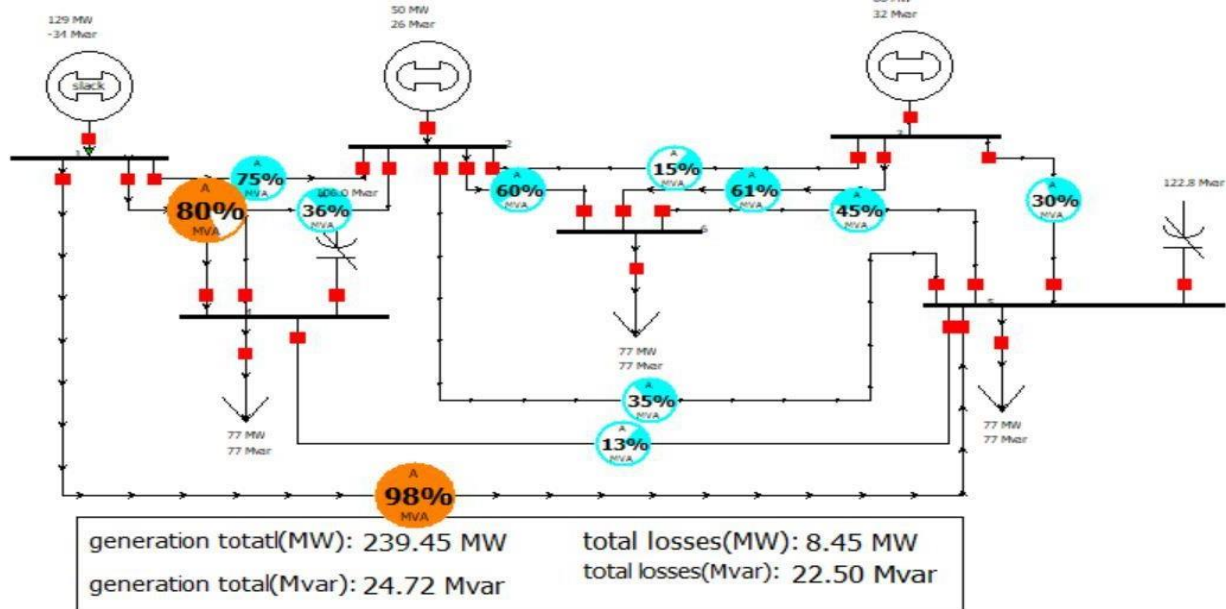 129 MW
-34 Mvar
slack
50 MW
26 Mvar
32 Mvar
1
2
A
75%
MVA
A
80%
MVA
106.0 Mvar
36%
MVA
A
60%
MVA
A
15%
MVA
A
61%
MVA
A
45%
MVA
A
30%
MVA
122.8 Mvar
6
5
77 MW
77 Mvar
77 MW
77 Mvar
77 MW
77 Mvar
A
35%
MVA
A
13%
MVA
A
98%
MVA
generation totatl(MW): 239.45 MW
total losses(MW): 8.45 MW
generation total(Mvar): 24.72 Mvar
total losses(Mvar): 22.50 Mvar